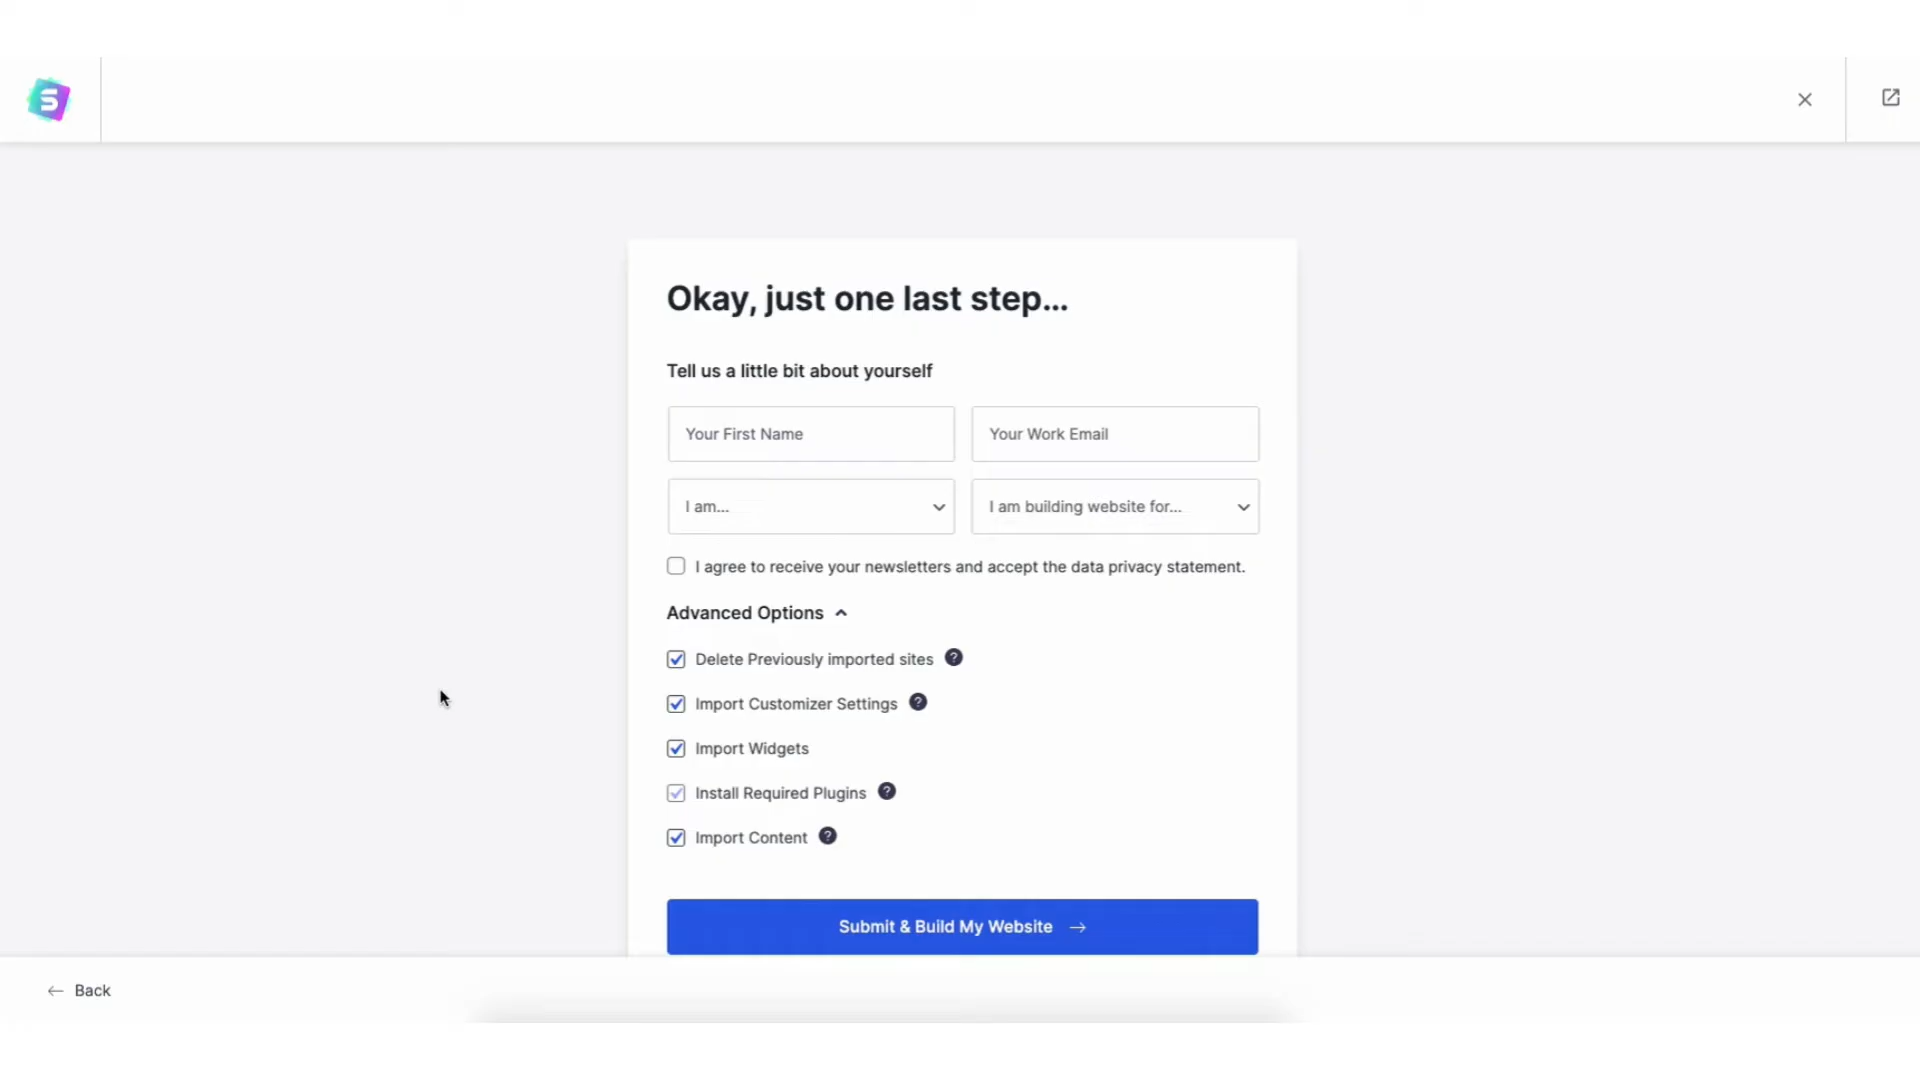 S
Okay, just one last step...
Tell us a little bit about yourself
Your First Name
Your Work Email
I am...
I am building website for...
I agree to receive your newsletters and accept the data privacy statement.
Advanced Options
Delete Previously imported sites ?
Import Customizer Settings ?
Import Widgets
Install Required Plugins ?
Import Content ?
Submit & Build My Website →
← Back